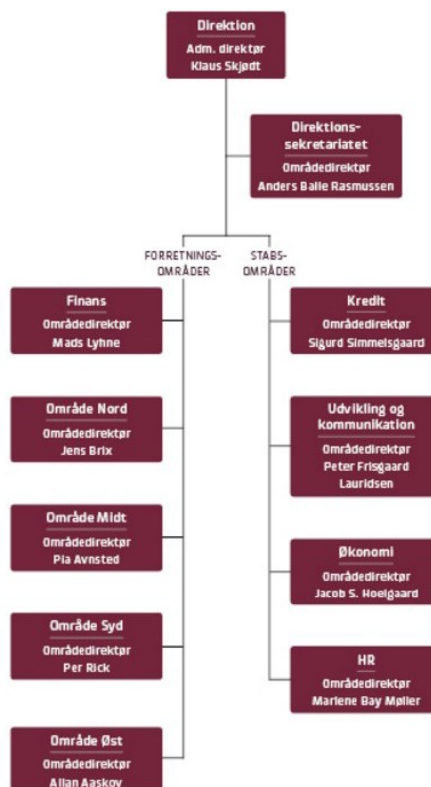 Direktion
Adm. direktør
Klaus Skjødt
Direktions-
sekretariatet
Områdedirektør
Anders Balle Rasmussen
FORRETNINGS-
OMRÅDER
STABS-
OMRÅDER
Finans
Områdedirektør
Mads Lyhne
Område Nord
Områdedirektør
Jens Brix
Område Midt
Områdedirektør
Pia Avnsted
Område Syd
Områdedirektør
Per Rick
Område Øst
Områdedirektør
Allan Aaskov
Kredit
Områdedirektør
Sigurd Simmelsgaard
Udvikling og
kommunikation
Områdedirektør
Peter Frisgaard
Lauridsen
Økonomi
Områdedirektør
Jacob S. Hoelgaard
HR
Områdedirektør
Marlene Bay Møller